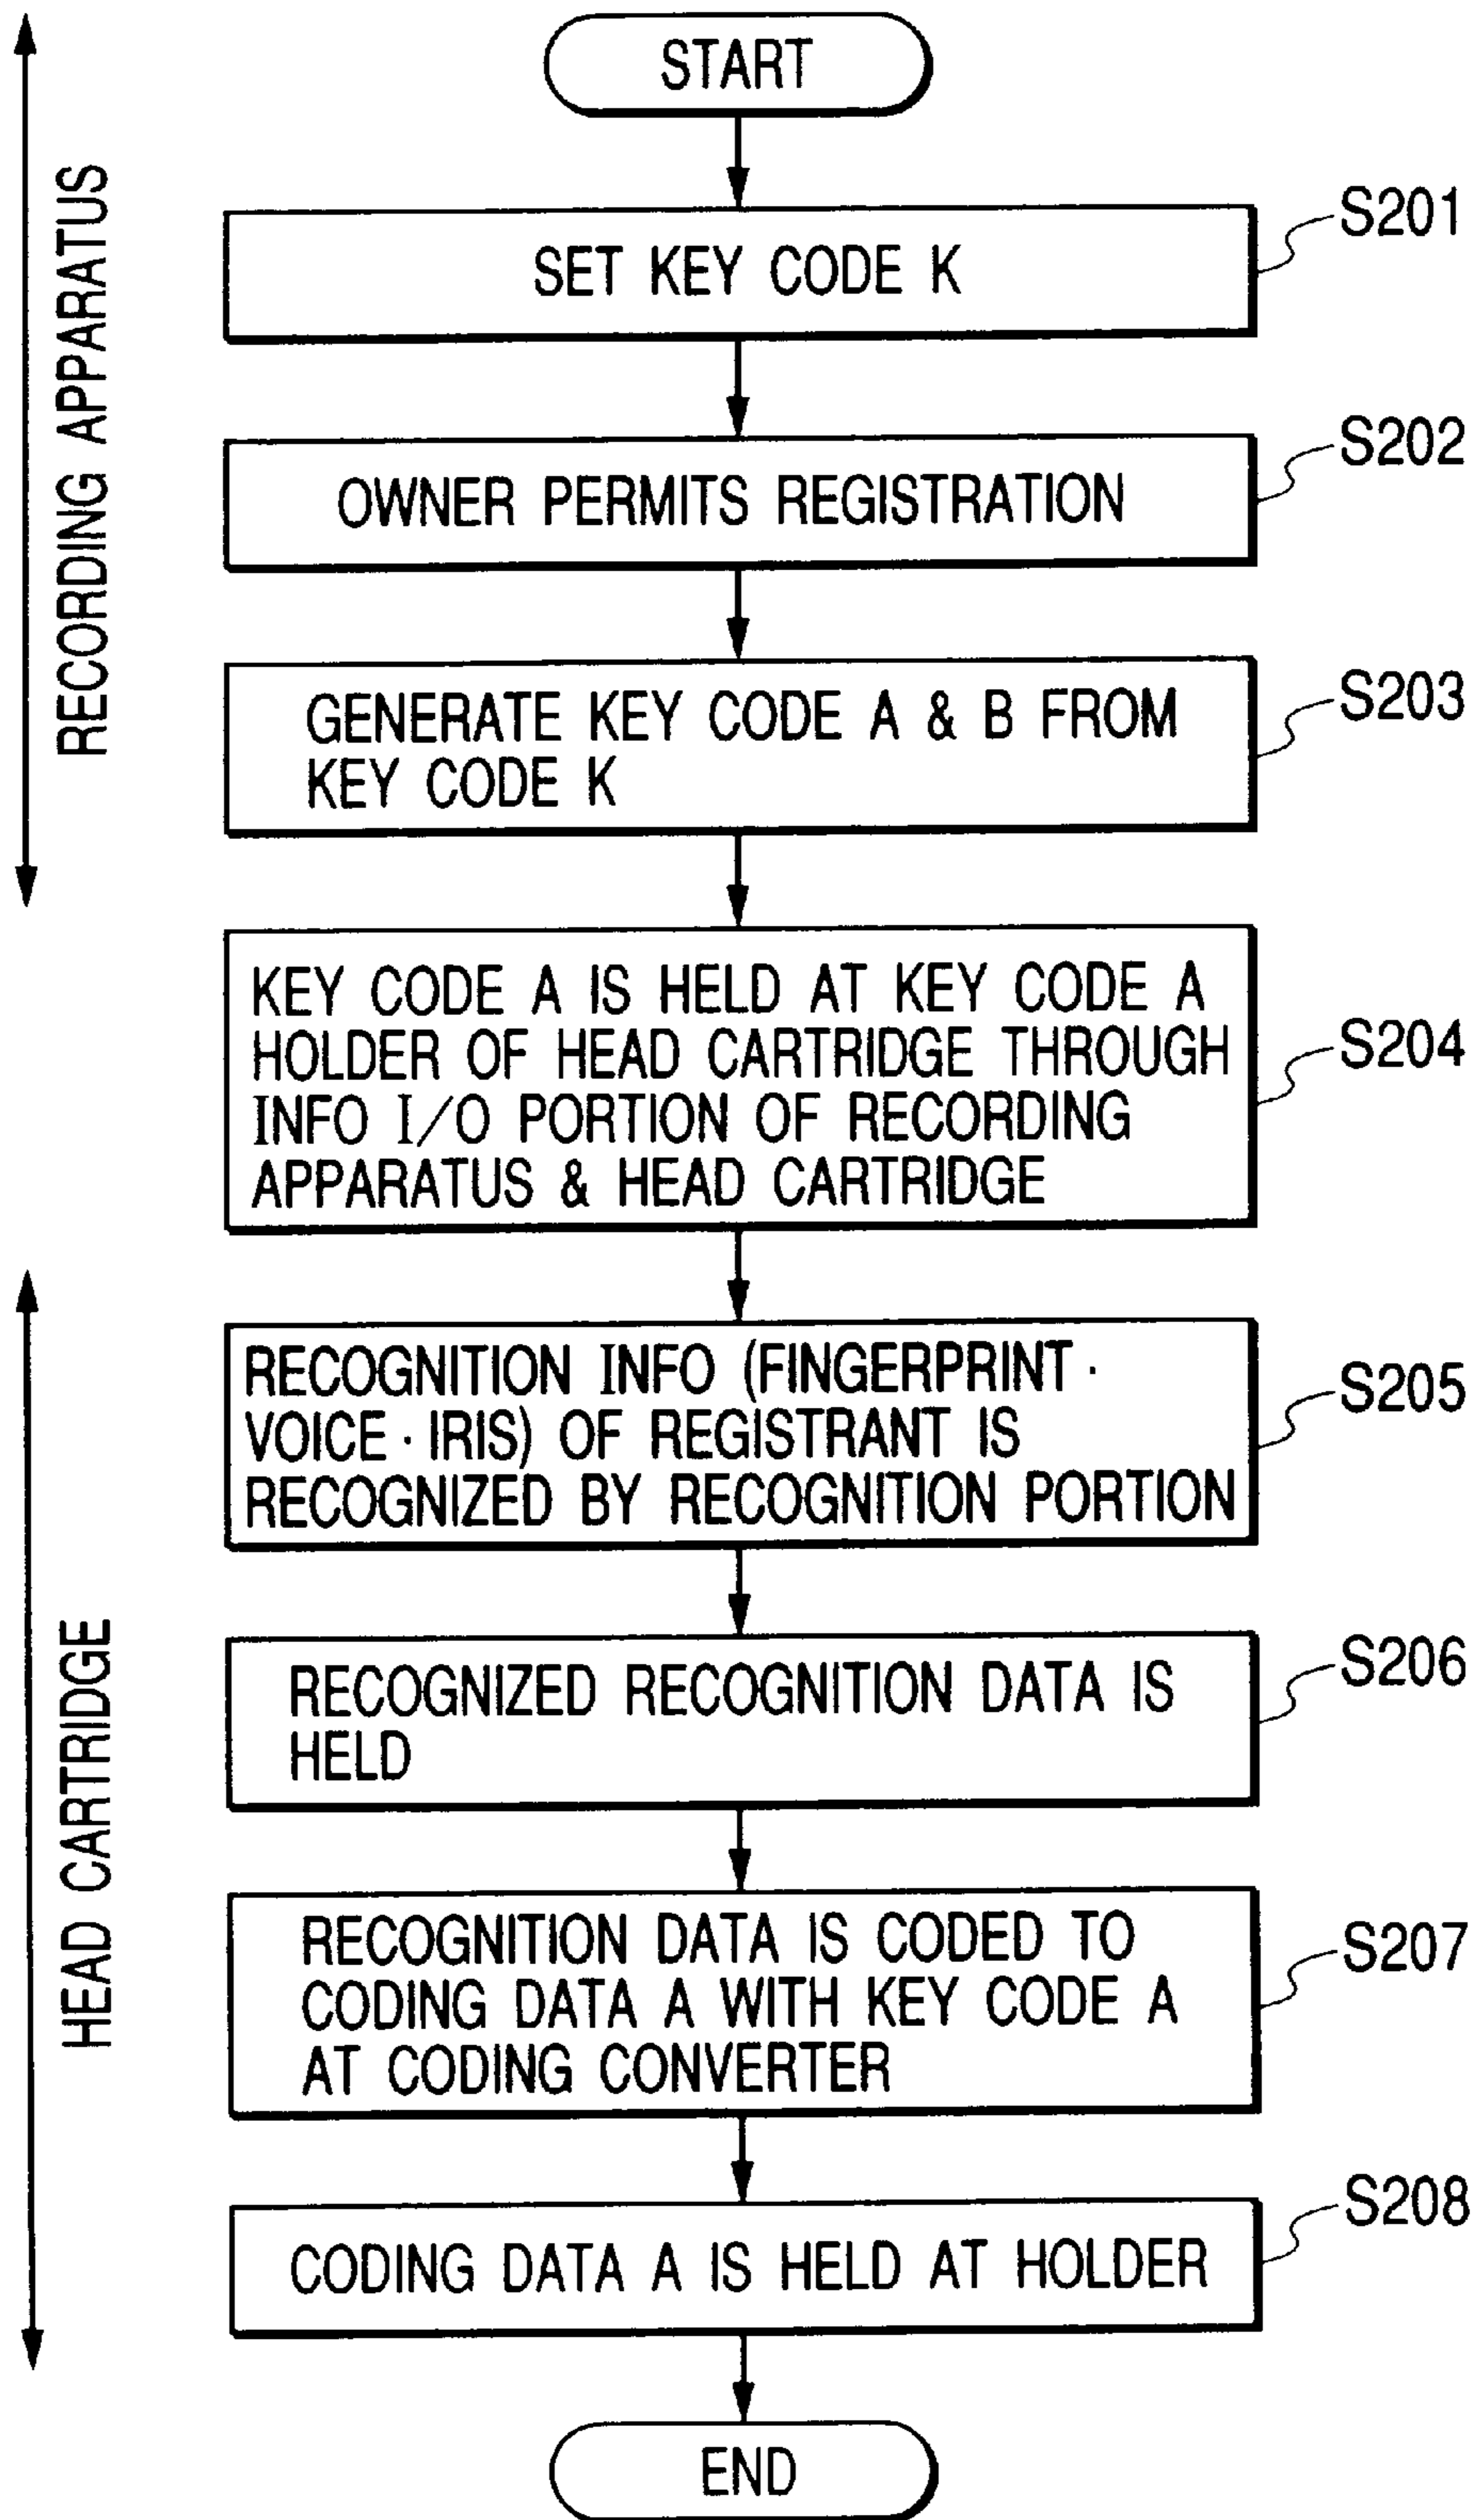 START
RECORDING APPARATUS
SET KEY CODE K
S201
OWNER PERMITS REGISTRATION
S202
GENERATE KEY CODE A & B FROM
KEY CODE K
S203
KEY CODE A IS HELD AT KEY CODE A
HOLDER OF HEAD CARTRIDGE THROUGH
INFO I/O PORTION OF RECORDING
APPARATUS & HEAD CARTRIDGE
S204
HEAD CARTRIDGE
RECOGNITION INFO (FINGERPRINT ·
VOICE · IRIS) OF REGISTRANT IS
RECOGNIZED BY RECOGNITION PORTION
S205
RECOGNIZED RECOGNITION DATA IS
HELD
S206
RECOGNITION DATA IS CODED TO
CODING DATA A WITH KEY CODE A
AT CODING CONVERTER
S207
CODING DATA A IS HELD AT HOLDER
S208
END